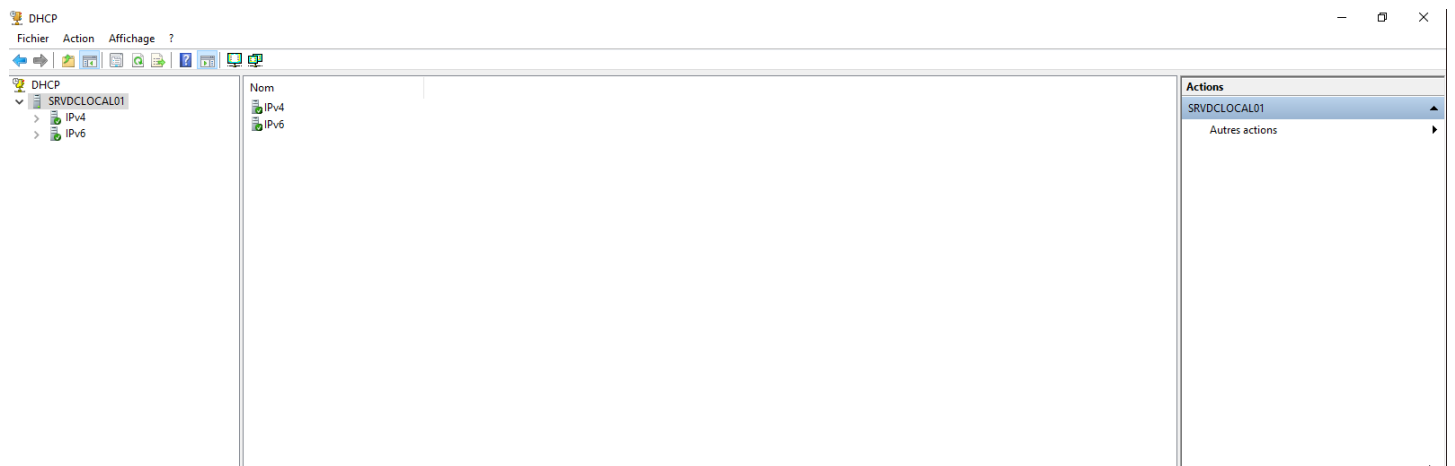 DHCP
Fichier Action Affichage ?
DHCP
SRVDCLOCAL01
IPv4
IPv6
Nom
IPv4
IPv6
Actions
SRVDCLOCAL01
Autres actions